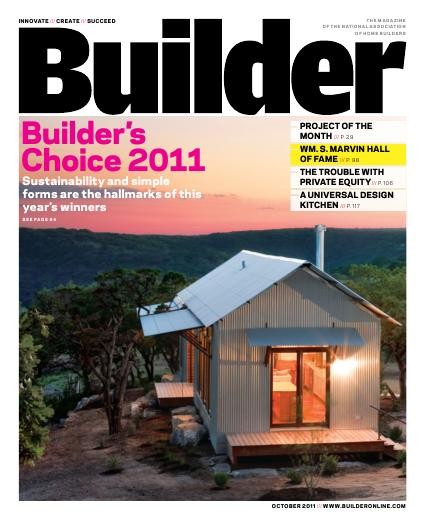 INNOVATE // CREATE // SUCCEED
THE MAGAZINE
OF THE NATIONAL ASSOCIATION
OF HOME BUILDERS
Builder
Builder's
Choice 2011
Sustainability and simple
forms are the hallmarks of this
year's winners
SEE PAGE 84
PROJECT OF THE
MONTH // P.29
WM. S. MARVIN HALL
OF FAME // P.98
THE TROUBLE WITH
PRIVATE EQUITY // P.106
A UNIVERSAL DESIGN
KITCHEN // P.117
OCTOBER 2011 // WWW.BUILDERONLINE.COM